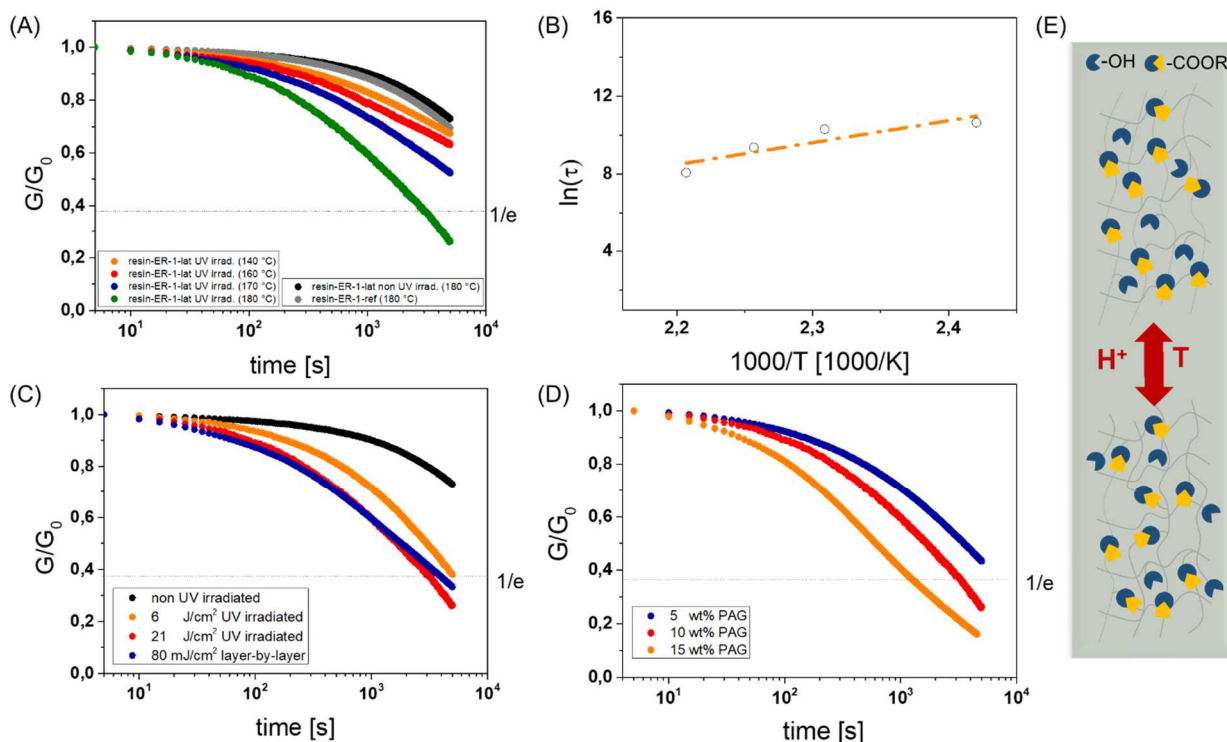 (A)
1,0
0,8
0,6
0,4
0,2
0,0
G/G0
1/e
resin-ER-1-lat UV irrad. (140 °C)
resin-ER-1-lat UV irrad. (160 °C)
resin-ER-1-lat UV irrad. (170 °C)
resin-ER-1-lat UV irrad. (180 °C)
resin-ER-1-lat non UV irrad. (180 °C)
resin-ER-1-ref (180 °C)
10^1 10^2 10^3 10^4
time [s]
(B)
16
12
8
4
ln(τ)
2,2 2,3 2,4
1000/T [1000/K]
(E)
-OH -COOR
H+ T
(C)
1,0
0,8
0,6
0,4
0,2
0,0
G/G0
1/e
non UV irradiated
6 J/cm2 UV irradiated
21 J/cm2 UV irradiated
80 mJ/cm2 layer-by-layer
10^1 10^2 10^3 10^4
time [s]
(D)
1,0
0,8
0,6
0,4
0,2
0,0
G/G0
1/e
5 wt% PAG
10 wt% PAG
15 wt% PAG
10^1 10^2 10^3 10^4
time [s]